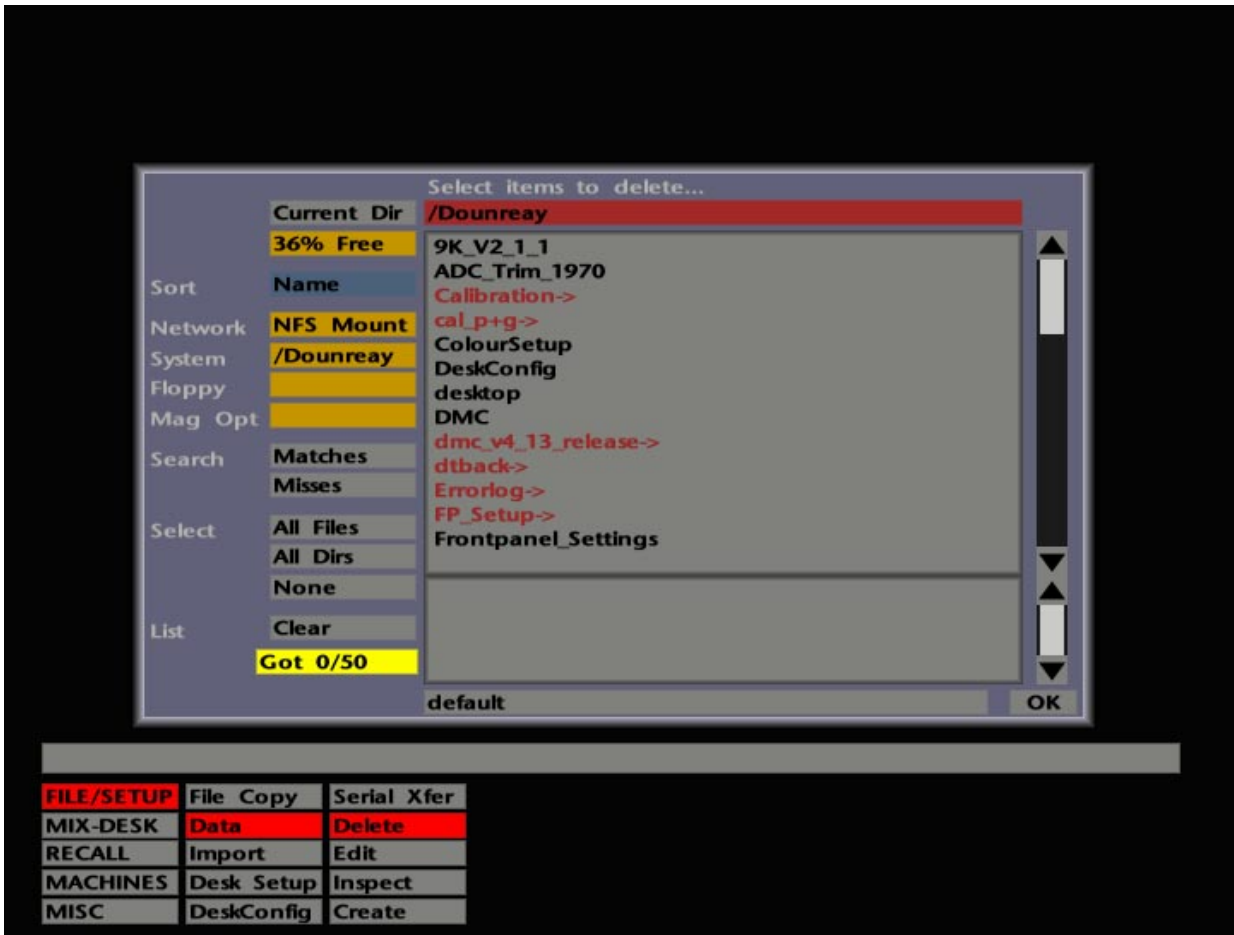 Select items to delete...
Current Dir /Dounreay
36% Free
Sort Name
Network NFS Mount
System /Dounreay
Floppy
Mag Opt
Search Matches
Misses
Select All Files
All Dirs
None
List Clear
Got 0/50
9K_V2_1_1
ADC_Trim_1970
Calibration->
cal_p+g->
ColourSetup
DeskConfig
desktop
DMC
dmc_v4_13_release->
dtback->
Errorlog->
FP_Setup->
Frontpanel_Settings
default OK
FILE/SETUP File Copy Serial Xfer
MIX-DESK Data Delete
RECALL Import Edit
MACHINES Desk Setup Inspect
MISC DeskConfig Create